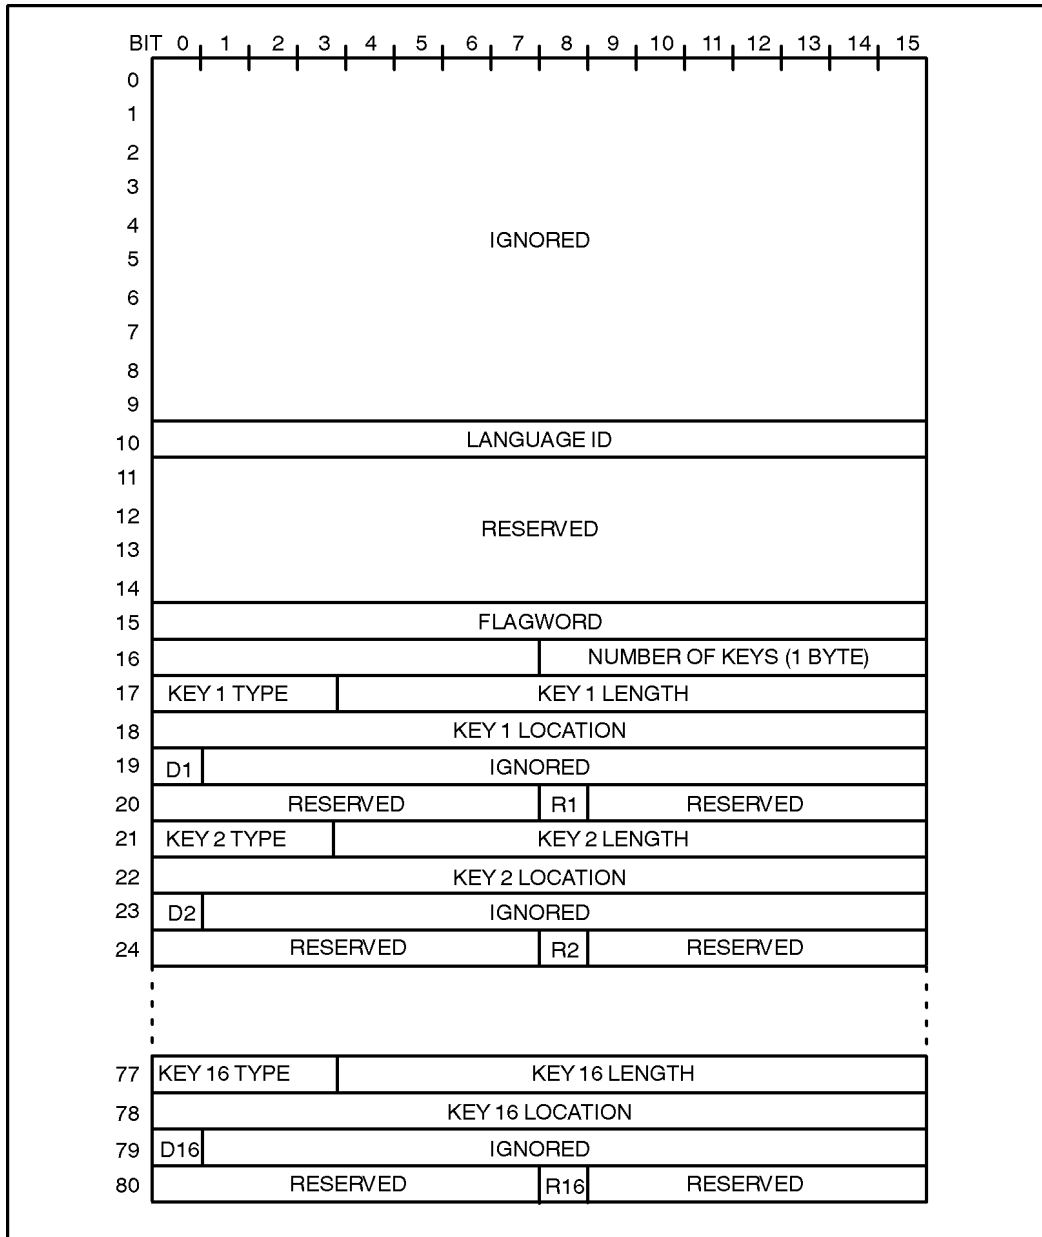 BIT 0 1 2 3 4 5 6 7 8 9 10 11 12 13 14 15
0
1
2
3
4 IGNORED
5
6
7
8
9
10 LANGUAGE ID
11
12 RESERVED
13
14
15 FLAGWORD
16 NUMBER OF KEYS (1 BYTE)
17 KEY 1 TYPE KEY 1 LENGTH
18 KEY 1 LOCATION
19 D1 IGNORED
20 RESERVED R1 RESERVED
21 KEY 2 TYPE KEY 2 LENGTH
22 KEY 2 LOCATION
23 D2 IGNORED
24 RESERVED R2 RESERVED
77 KEY 16 TYPE KEY 16 LENGTH
78 KEY 16 LOCATION
79 D16 IGNORED
80 RESERVED R16 RESERVED